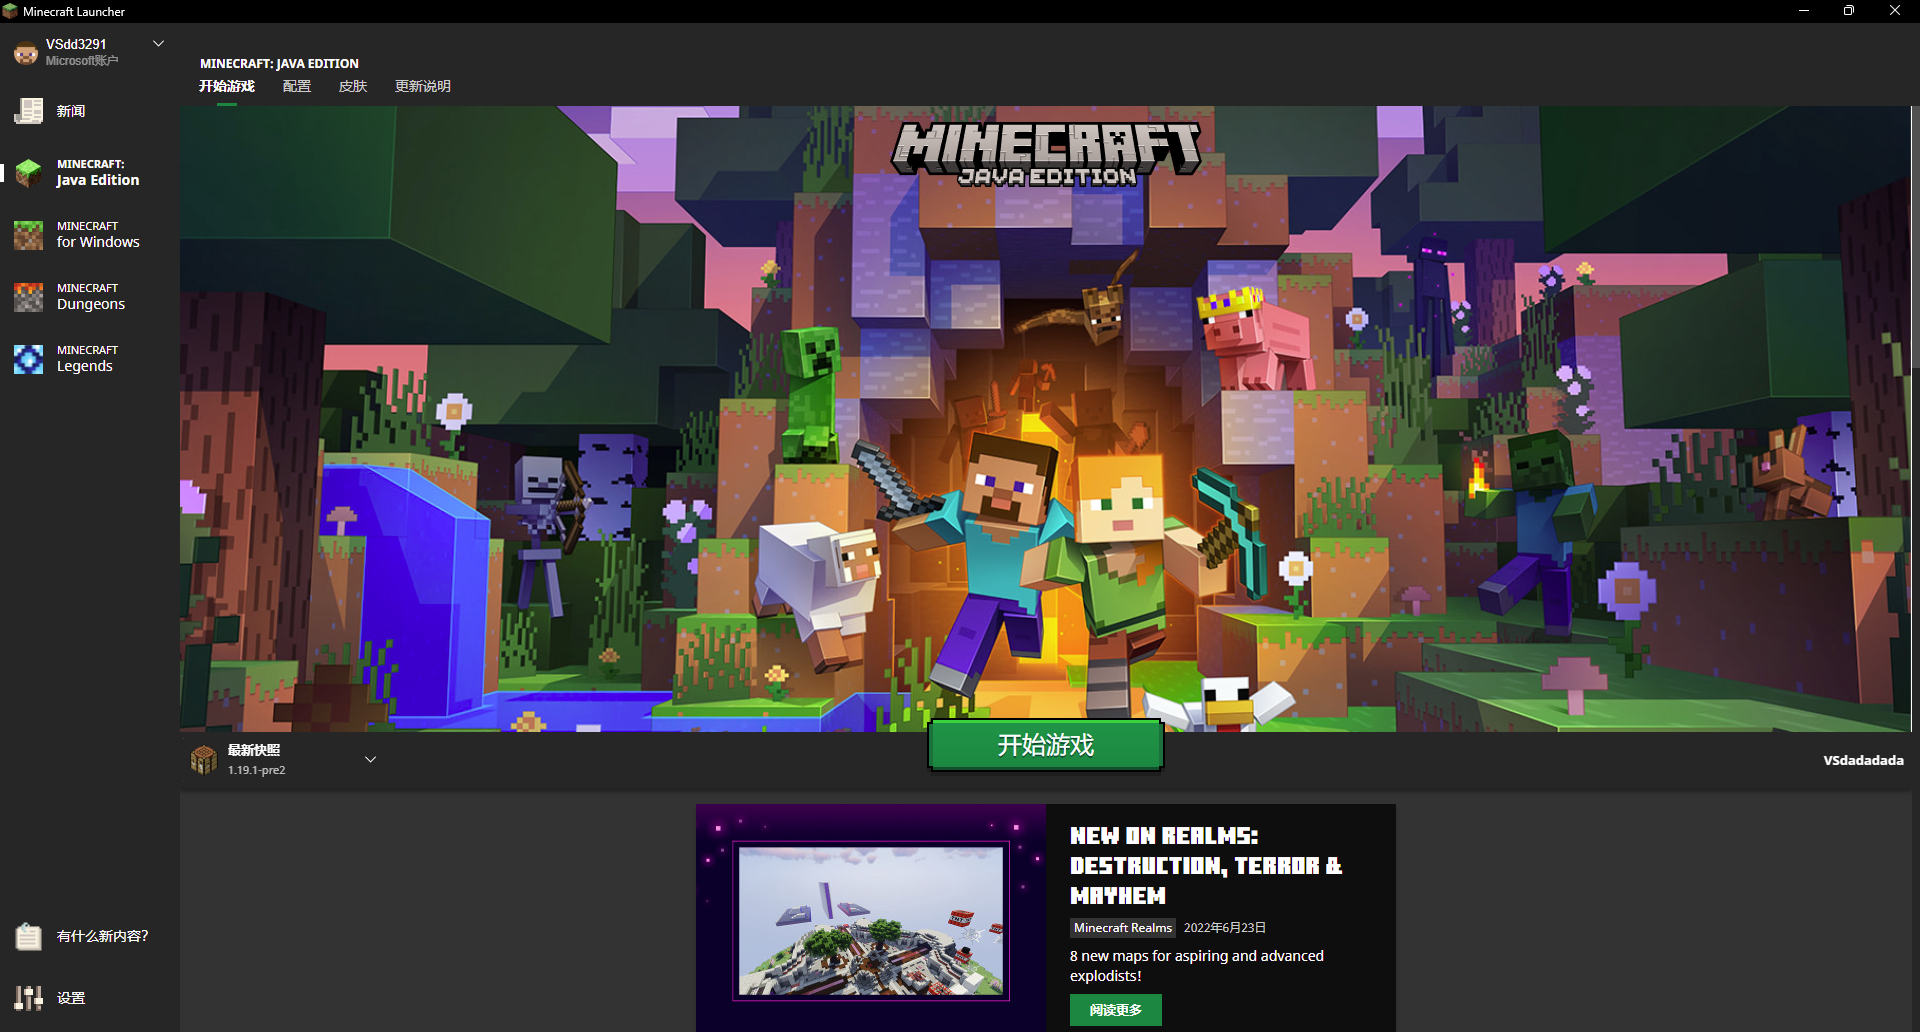 Minecraft Launcher
VSdd3291
Microsoft账户
新闻
MINECRAFT:
Java Edition
MINECRAFT
for Windows
MINECRAFT
Dungeons
MINECRAFT
Legends
有什么新内容?
设置
MINECRAFT: JAVA EDITION
开始游戏 配置 皮肤 更新说明
MINECRAFT
JAVA EDITION
最新快照
1.19.1-pre2
开始游戏
VSdadadada
NEW ON REALMS:
DESTRUCTION, TERROR &
MAYHEM
Minecraft Realms 2022年6月23日
8 new maps for aspiring and advanced
explodists!
阅读更多